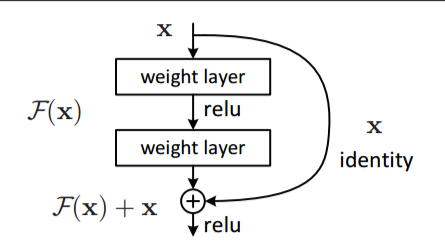 x
weight layer
relu
F(x)
x
weight layer
identity
F(x) + x
relu